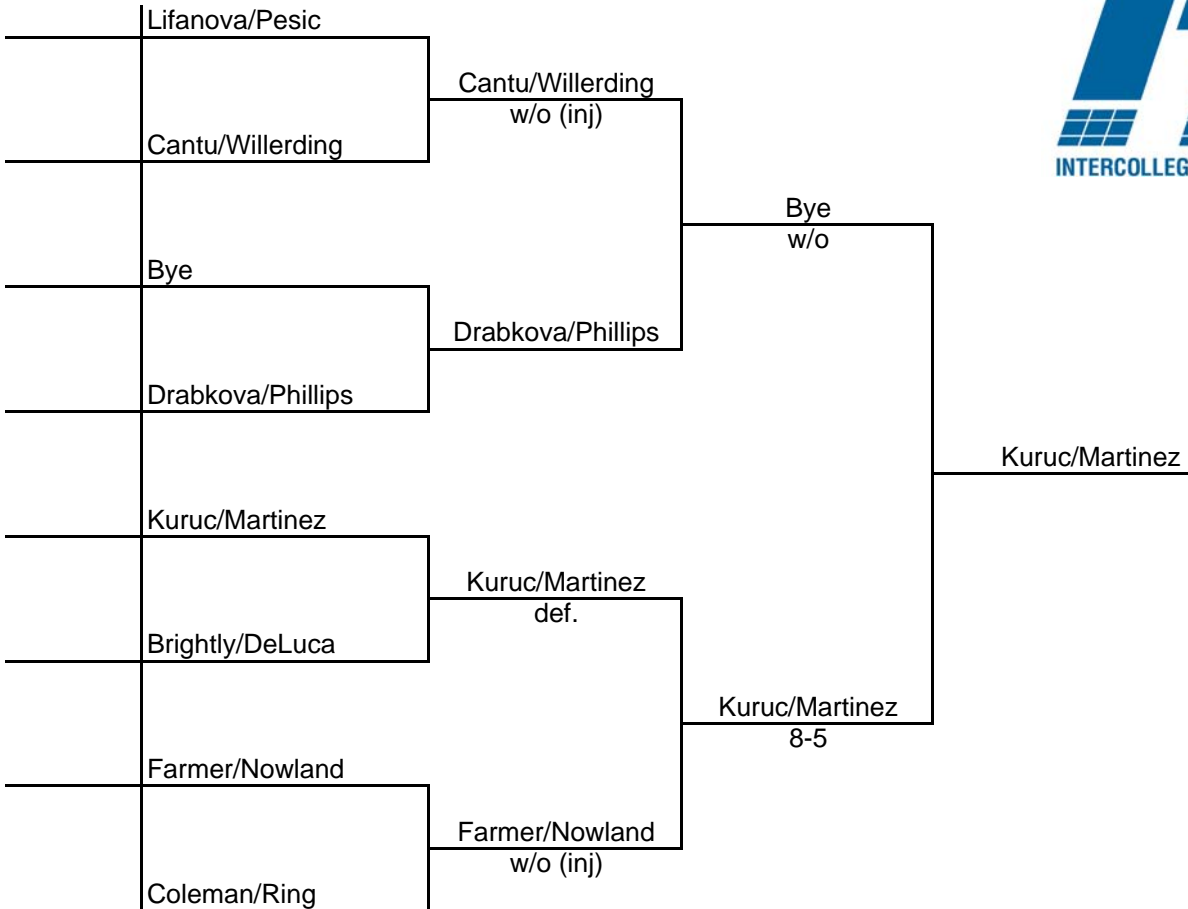 Lifanova/Pesic
Cantu/Willerding
w/o (inj)
Cantu/Willerding
INTERCOLLEG
Bye
w/o
Bye
Drabkova/Phillips
Drabkova/Phillips
Kuruc/Martinez
Kuruc/Martinez
Kuruc/Martinez
def.
Brightly/DeLuca
Kuruc/Martinez
8-5
Farmer/Nowland
Farmer/Nowland
w/o (inj)
Coleman/Ring